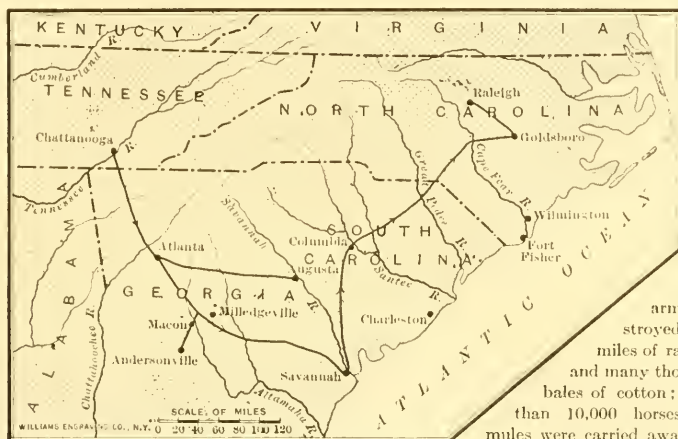 KENTUCKY
VIRGINIA
Cumberland R.
TENNESSEE
Raleigh
NORTH CAROLINA
Chattanooga
R.
Goldsboro
Tennessee
Great Pedee R.
Cape Fear R.
Savannah R.
Wilmington
Atlanta
SOUTH
Columbia
CAROLINA
Fort
Fisher
Augusta
Santee R.
GEORGIA
Milledgeville
Charleston
Macon
ALABAMA
Chattahouchee R.
Andersonville
Savannah
ATLANTIC OCEAN
Altamaha R.
SCALE OF MILES
0 20 40 60 80 100 120
WILLIAMS ENGRAVING CO., N.Y.
arm
stroyed
miles of ra
and many tho
bales of cotton;
than 10,000 horses
mules were carried awa